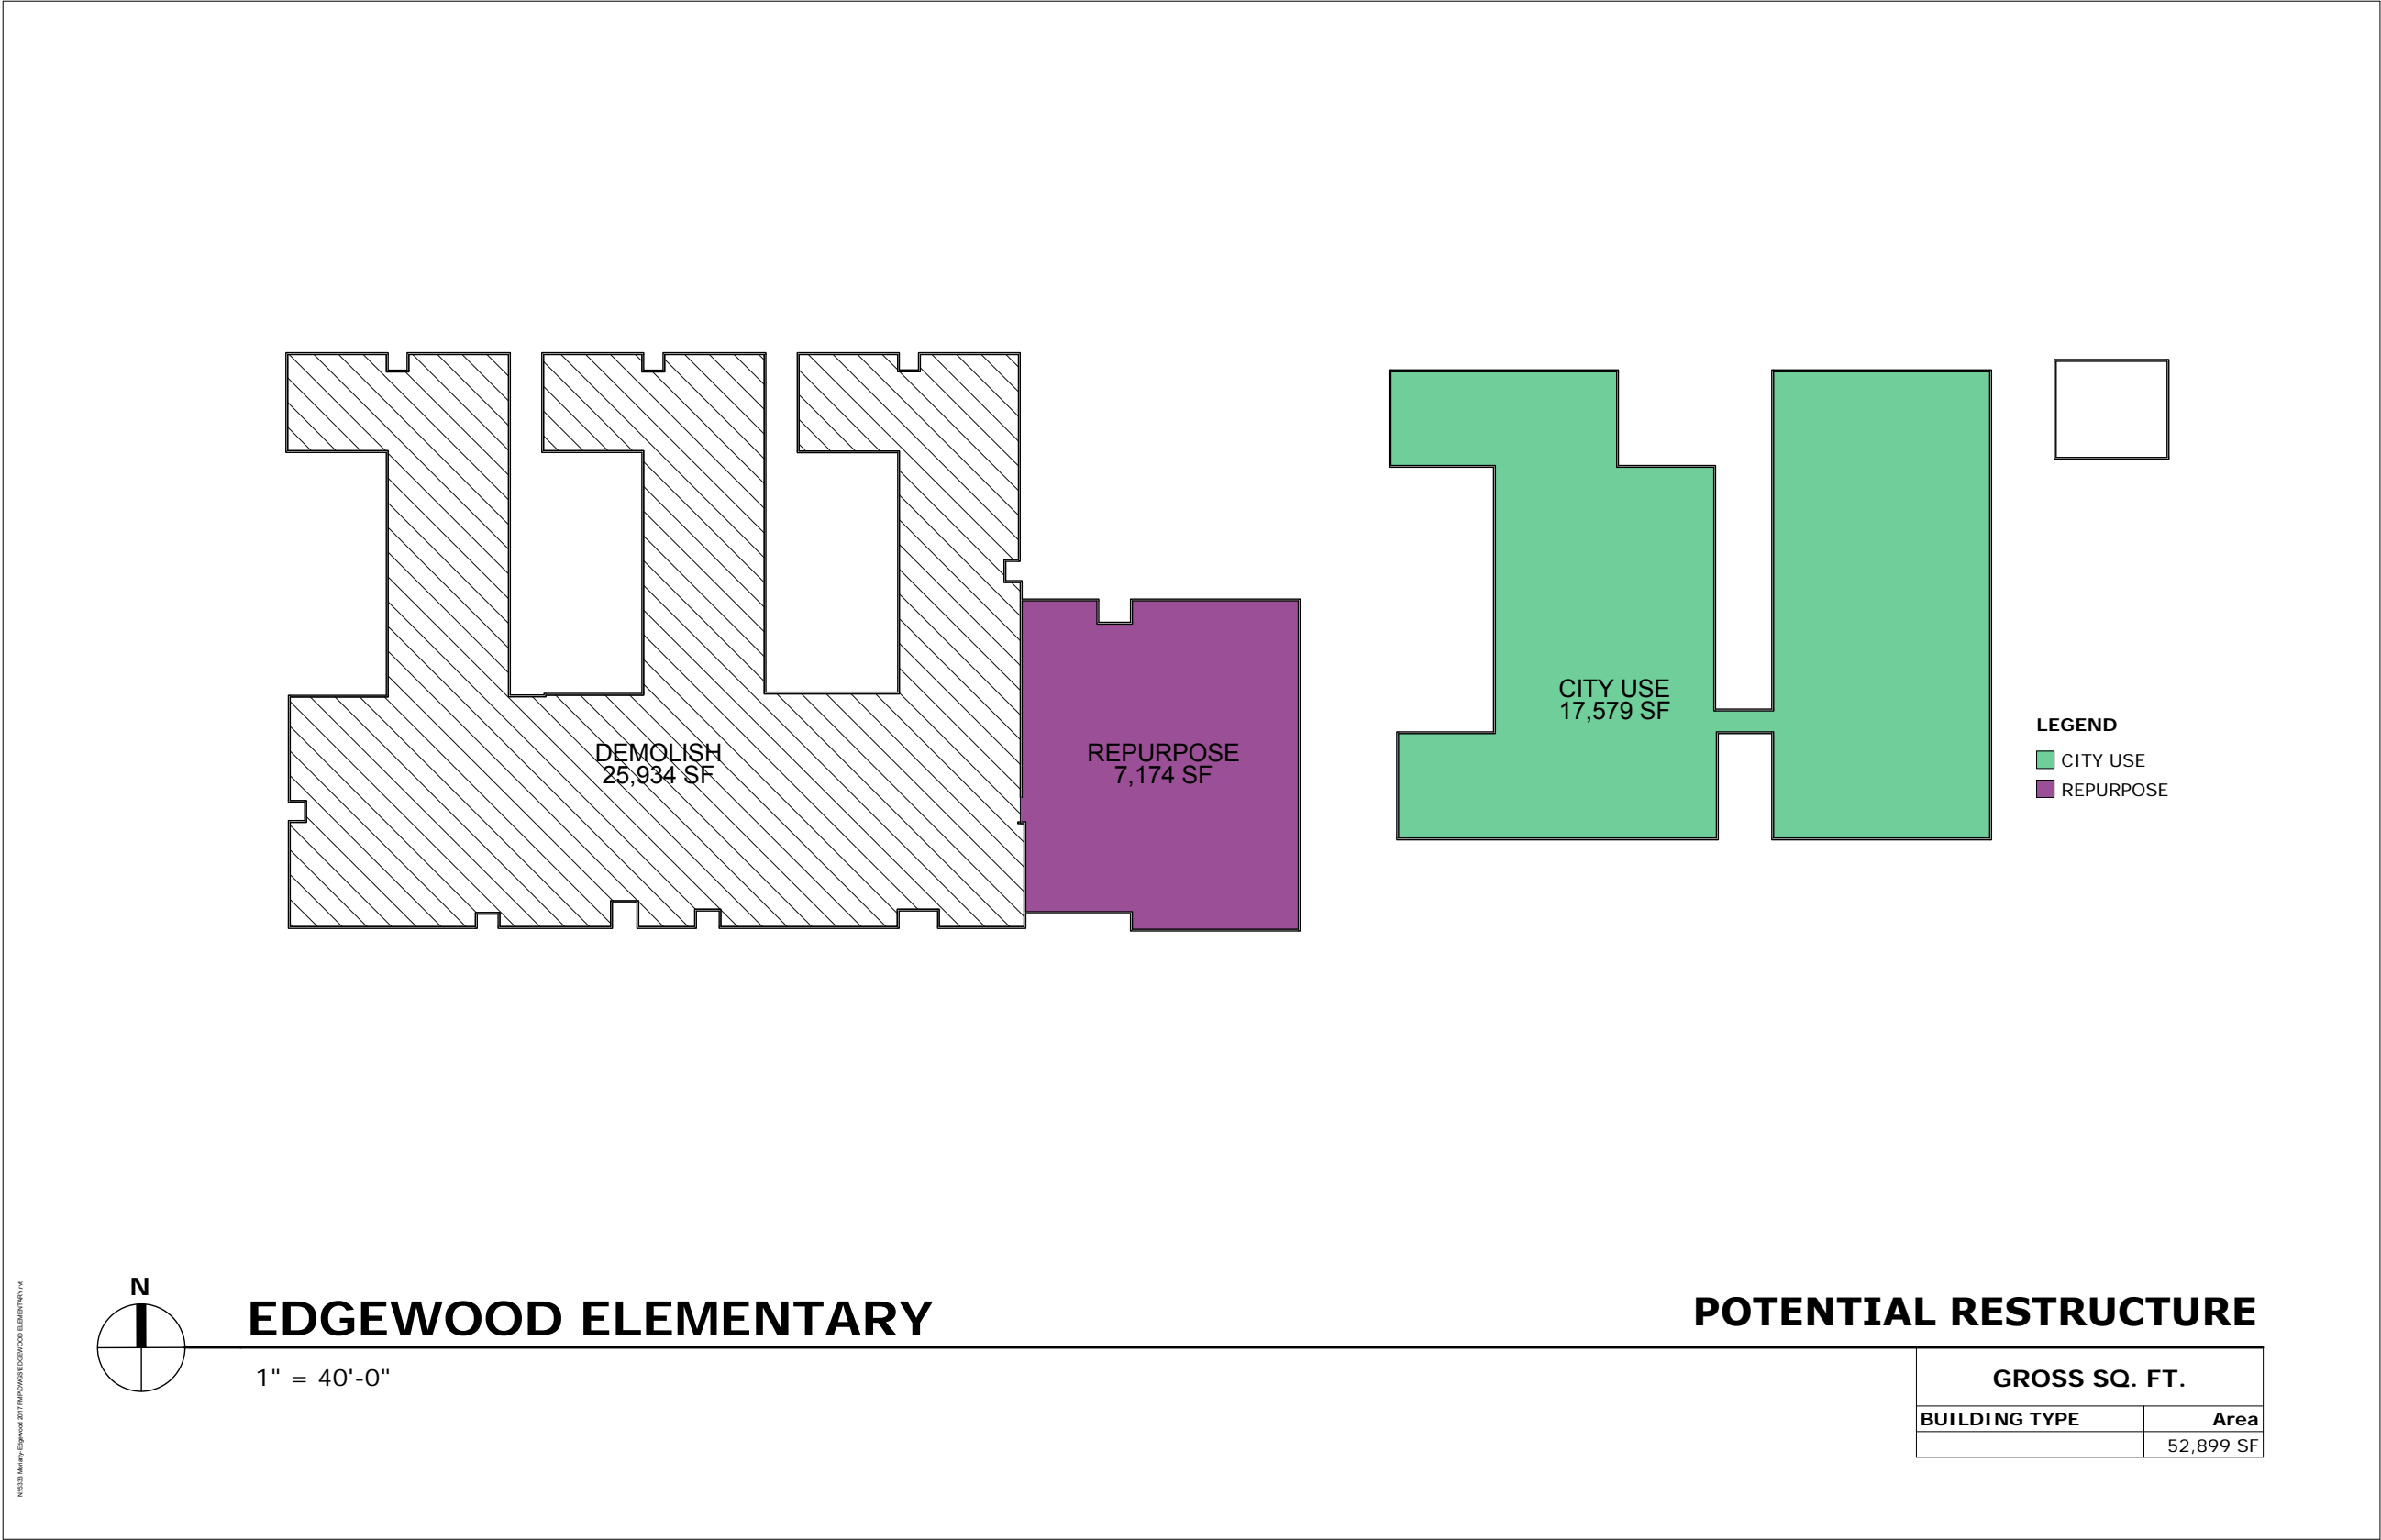 DEMOLISH
25,934 SF
REPURPOSE
7,174 SF
CITY USE
17,579 SF
LEGEND
CITY USE
REPURPOSE
N
EDGEWOOD ELEMENTARY
1" = 40'-0"
POTENTIAL RESTRUCTURE
GROSS SQ. FT.
BUILDING TYPE Area
52,899 SF